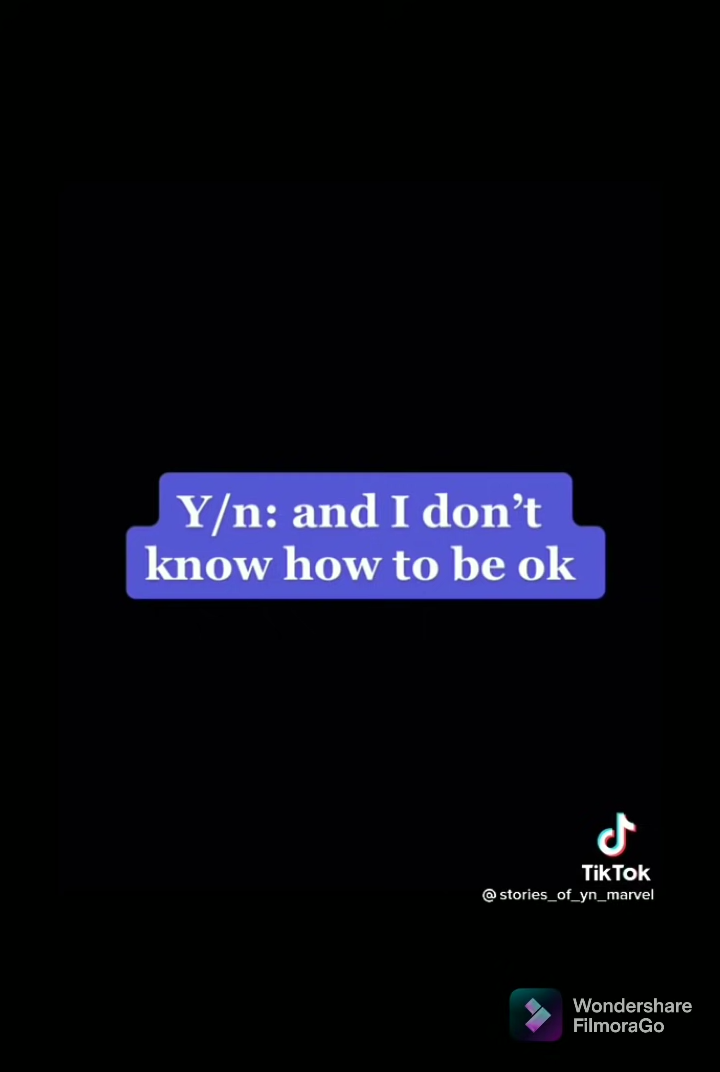 Y/n: and I don’t
know how to be ok
TikTok
@stories_of_yn_marvel
Wondershare
FilmoraGo